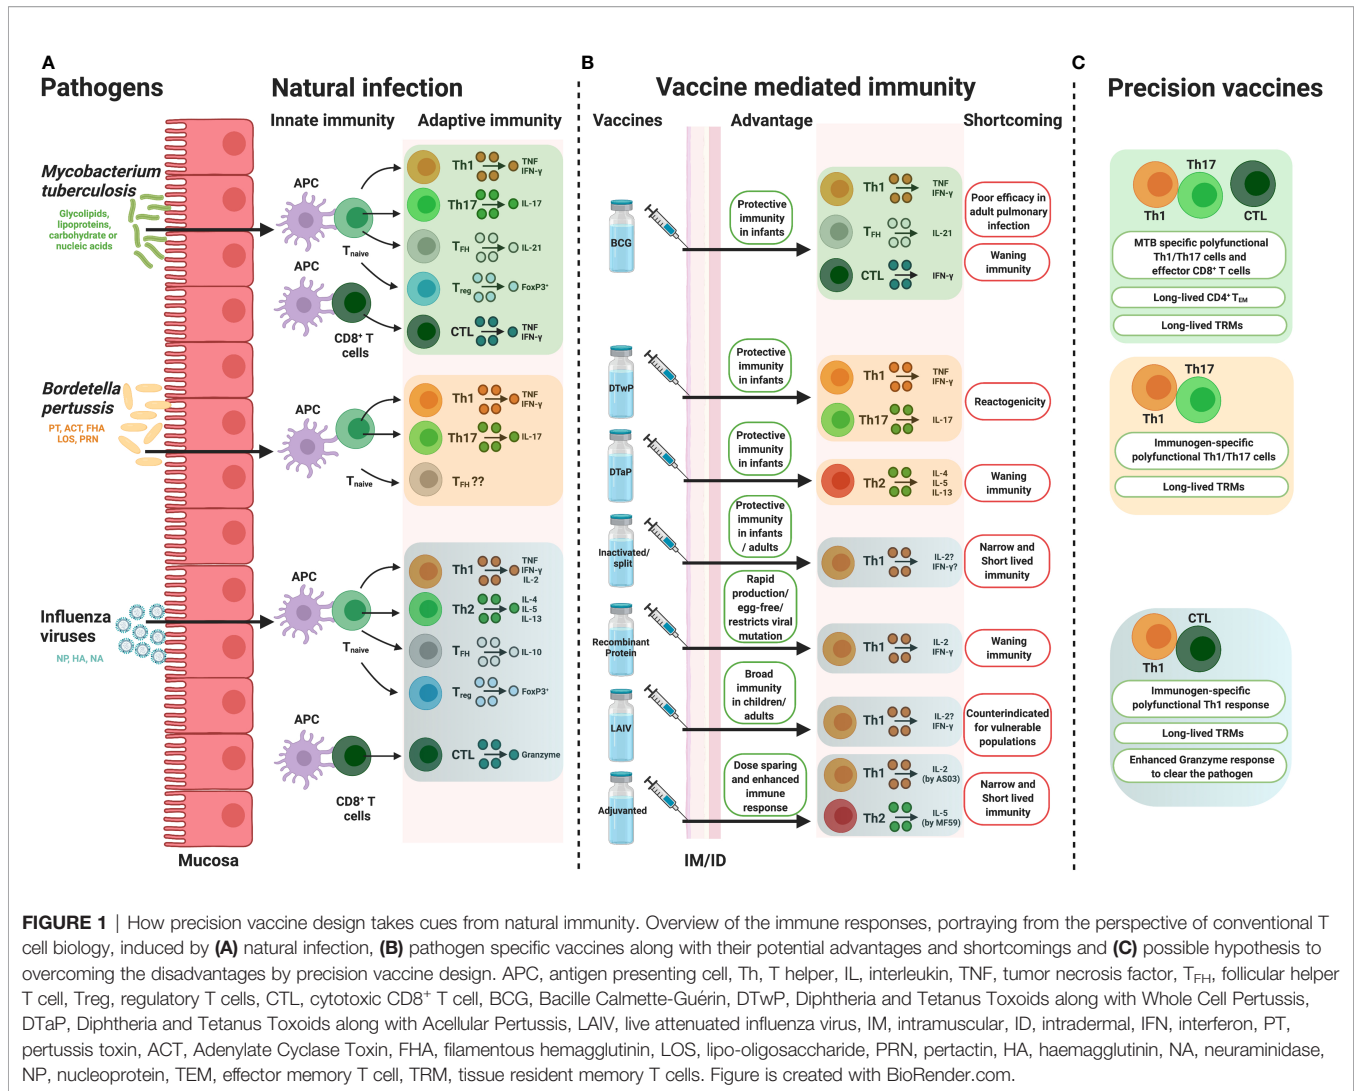 A
Pathogens
Natural infection
Innate immunity
Adaptive immunity
Mycobacterium
tuberculosis
Glycolipids,
lipoproteins,
carbohydrate or
nucleic acids
APC
T naive
APC
CD8⁺ T
cells
Th1
TNF
IFN-γ
Th17
IL-17
T FH
IL-21
T reg
FoxP3⁺
CTL
TNF
IFN-γ
Bordetella
pertussis
PT, ACT, FHA
LOS, PRN
APC
T naive
Th1
TNF
IFN-γ
Th17
IL-17
T FH ??
Influenza
viruses
NP, HA, NA
APC
T naive
APC
CD8⁺ T
cells
Th1
TNF
IFN-γ
IL-2
Th2
IL-4
IL-5
IL-13
T FH
IL-10
T reg
FoxP3⁺
CTL
Granzyme
Mucosa
B
Vaccine mediated immunity
Vaccines
Advantage
Shortcoming
BCG
Protective
immunity
in infants
Th1
TNF
IFN-γ
T FH
IL-21
CTL
IFN-γ
Poor efficacy in
adult pulmonary
infection
Waning
immunity
DTwP
Protective
immunity
in infants
Th1
TNF
IFN-γ
Th17
IL-17
Reactogenicity
DTaP
Protective
immunity
in infants
Th2
IL-4
IL-5
IL-13
Waning
immunity
Inactivated/
split
Protective
immunity
in infants
/ adults
Th1
IL-2?
IFN-γ?
Narrow and
Short lived
immunity
Recombinant
Protein
Rapid
production/
egg-free/
restricts viral
mutation
Th1
IL-2
IFN-γ
Waning
immunity
LAIV
Broad
immunity
in children/
adults
Th1
IL-2?
IFN-γ
Counterindicated
for vulnerable
populations
Adjuvanted
Dose sparing
and enhanced
immune
response
Th1
IL-2
(by AS03)
Th2
IL-5
(by MF59)
Narrow and
Short lived
immunity
IM/ID
C
Precision vaccines
Th1
Th17
CTL
MTB specific polyfunctional
Th1/Th17 cells and
effector CD8⁺ T cells
Long-lived CD4⁺ T EM
Long-lived TRMs
Th1
Th17
Immunogen-specific
polyfunctional Th1/Th17 cells
Long-lived TRMs
Th1
CTL
Immunogen-specific
polyfunctional Th1 response
Long-lived TRMs
Enhanced Granzyme response
to clear the pathogen
FIGURE 1 | How precision vaccine design takes cues from natural immunity. Overview of the immune responses, portraying from the perspective of conventional T
cell biology, induced by (A) natural infection, (B) pathogen specific vaccines along with their potential advantages and shortcomings and (C) possible hypothesis to
overcoming the disadvantages by precision vaccine design. APC, antigen presenting cell, Th, T helper, IL, interleukin, TNF, tumor necrosis factor, T FH, follicular helper
T cell, Treg, regulatory T cells, CTL, cytotoxic CD8⁺ T cell, BCG, Bacille Calmette-Guérin, DTwP, Diphtheria and Tetanus Toxoids along with Whole Cell Pertussis,
DTaP, Diphtheria and Tetanus Toxoids along with Acellular Pertussis, LAIV, live attenuated influenza virus, IM, intramuscular, ID, intradermal, IFN, interferon, PT,
pertussis toxin, ACT, Adenylate Cyclase Toxin, FHA, filamentous hemagglutinin, LOS, lipo-oligosaccharide, PRN, pertactin, HA, haemagglutinin, NA, neuraminidase,
NP, nucleoprotein, TEM, effector memory T cell, TRM, tissue resident memory T cells. Figure is created with BioRender.com.